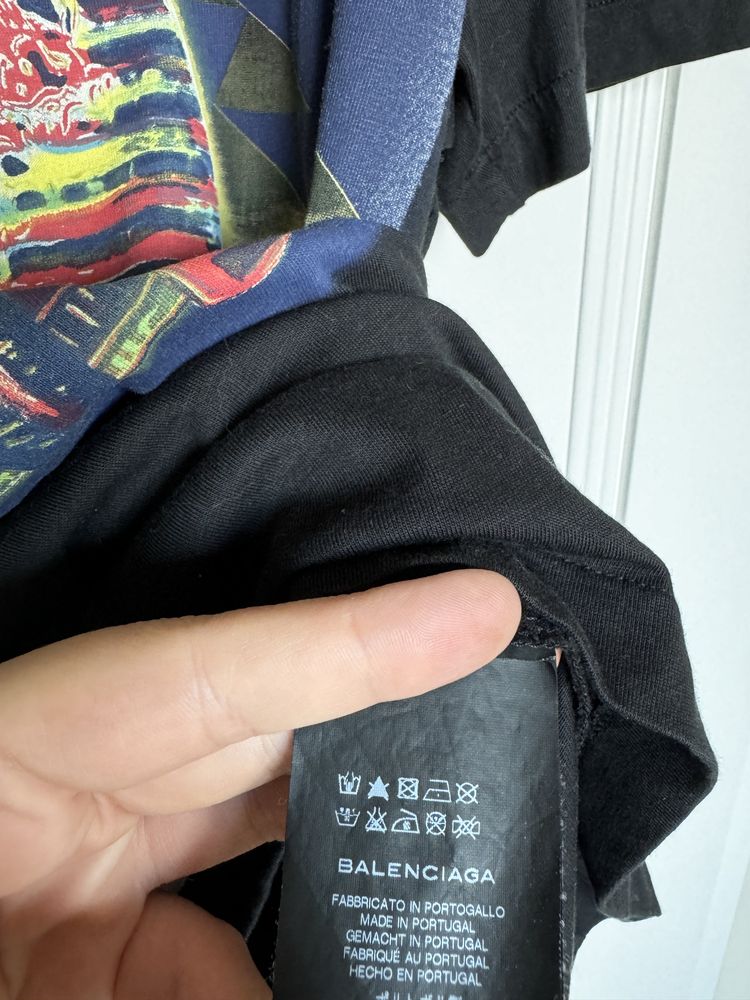 BALENCIAGA
FABBRICATO IN PORTOGALLO
MADE IN PORTUGAL
GEMACHT IN PORTUGAL
FABRIQUÉ AU PORTUGAL
HECHO EN PORTUGAL